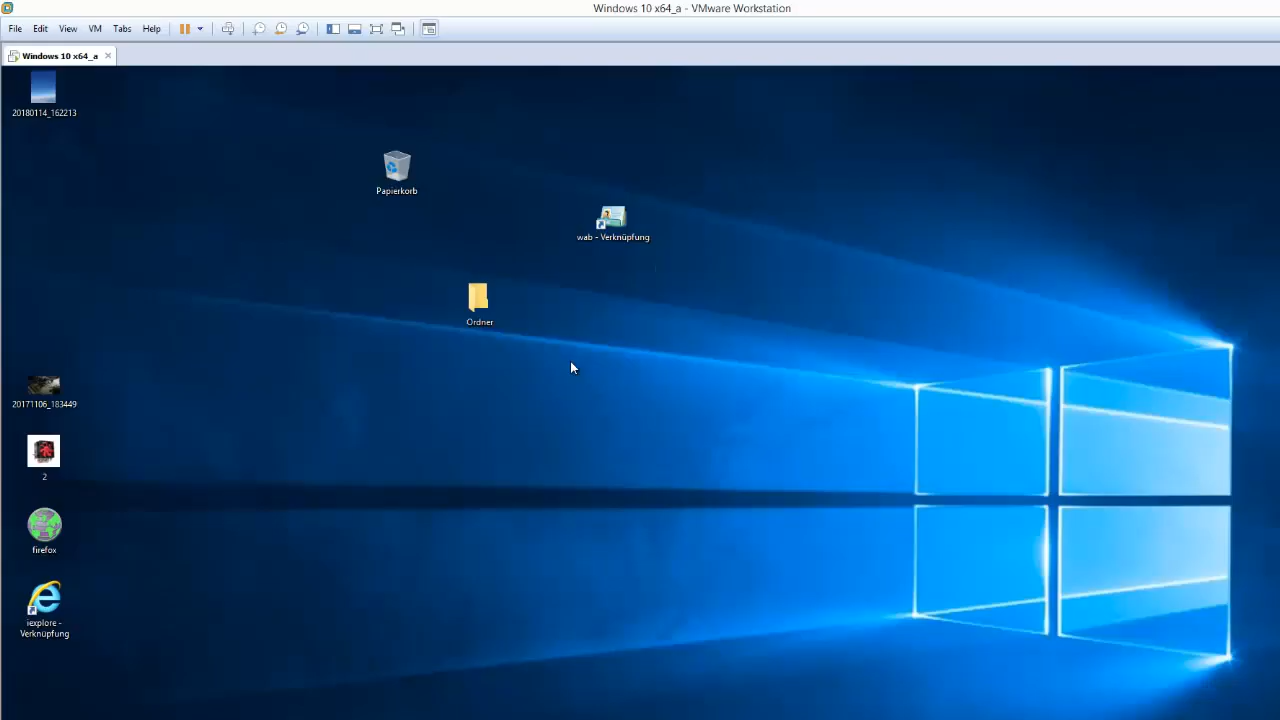 Windows 10 x64_a - VMware Workstation
File Edit View VM Tabs Help
Windows 10 x64_a
20180114_162213
Papierkorb
wab - Verknüpfung
Ordner
20171106_183449
2
firefox
iexplore -
Verknüpfung